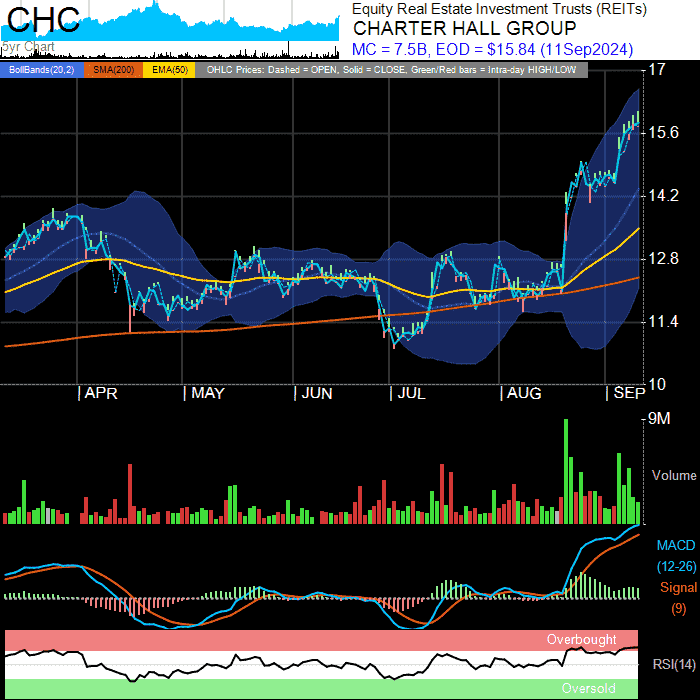 CHC
Equity Real Estate Investment Trusts (REITs)
CHARTER HALL GROUP
MC = 7.5B, EOD = $15.84 (11Sep2024)
5yr Chart
BollBands(20,2) SMA(200) EMA(50) OHLC Prices: Dashed = OPEN, Solid = CLOSE, Green/Red bars = Intra-day HIGH/LOW
17
15.6
14.2
12.8
11.4
10
APR MAY JUN JUL AUG SEP
9M
Volume
MACD
(12-26)
Signal
(9)
Overbought
RSI(14)
Oversold